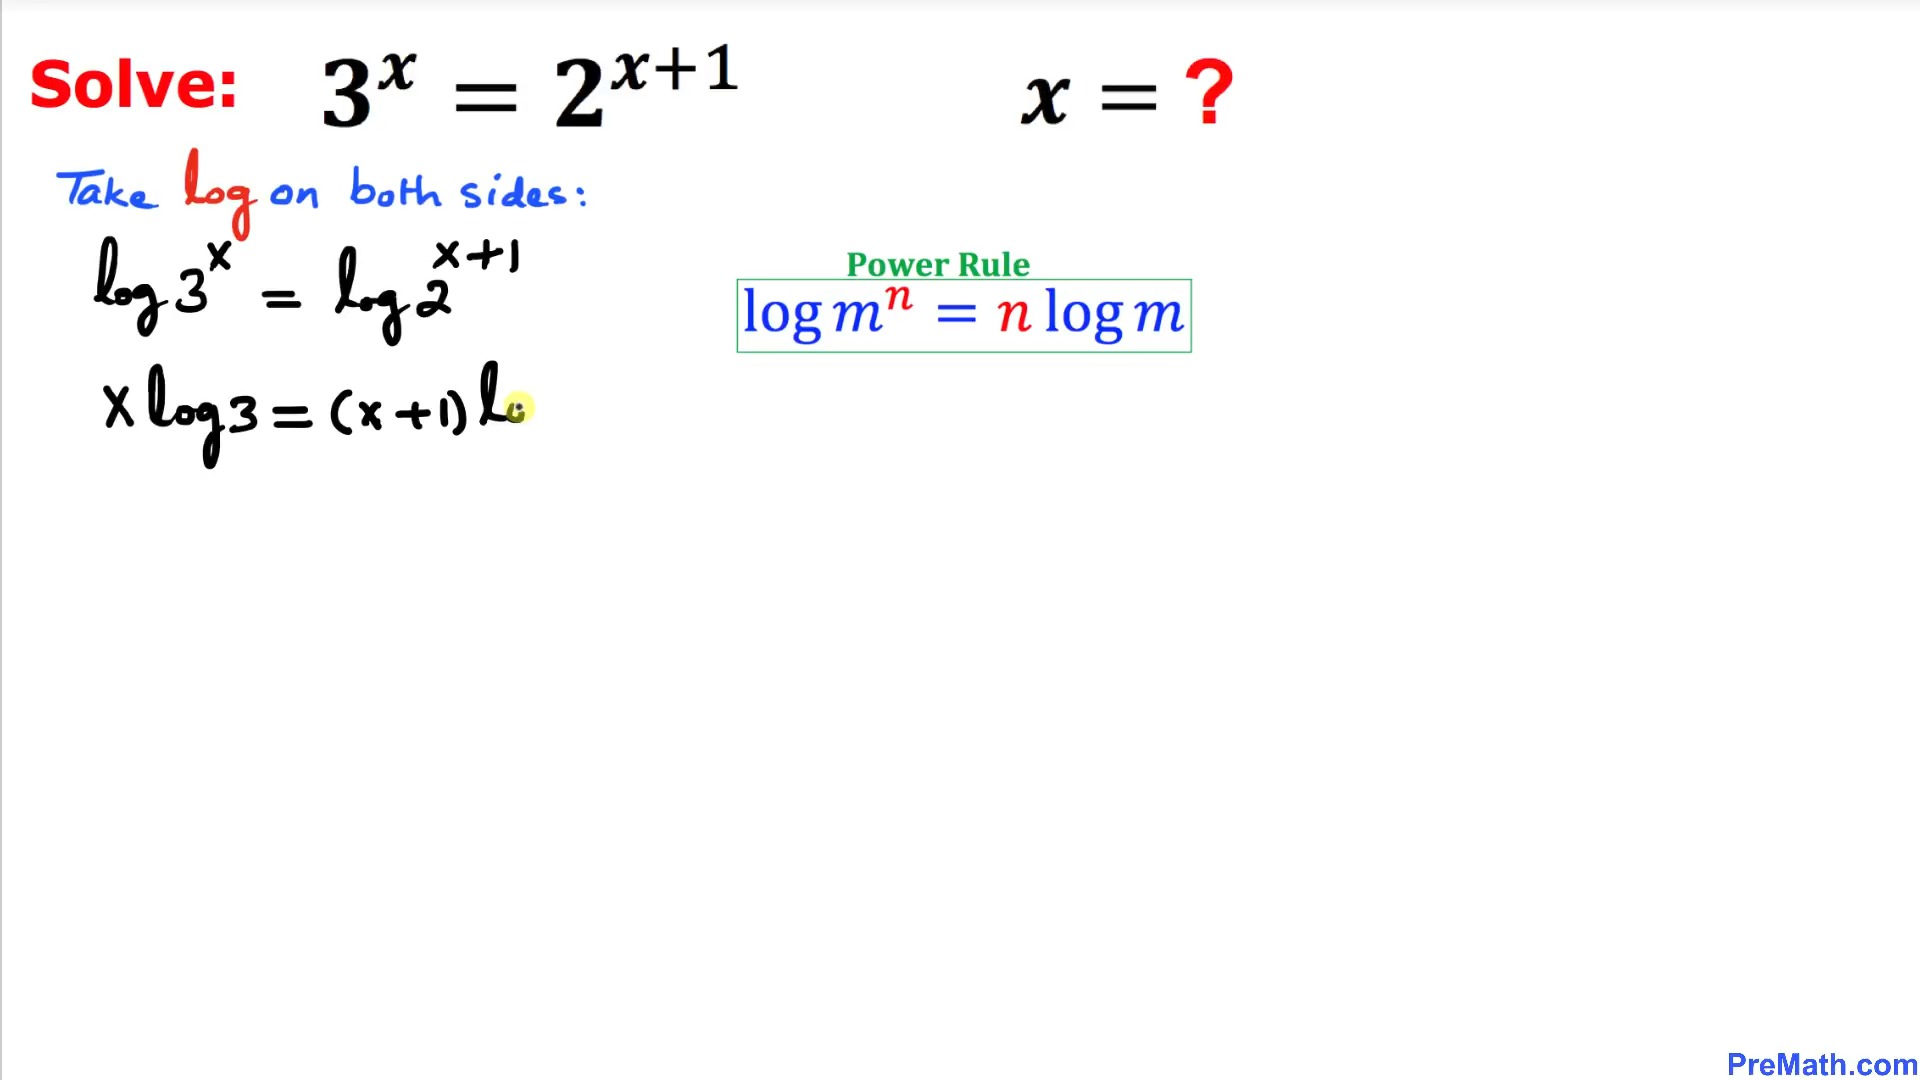 Solve: 3^x = 2^{x+1} x = ?
Take log on both sides:
log 3^x = log 2^{x+1}
Power Rule
log m^n = n log m
x log 3 = (x+1) lo
PreMath.com